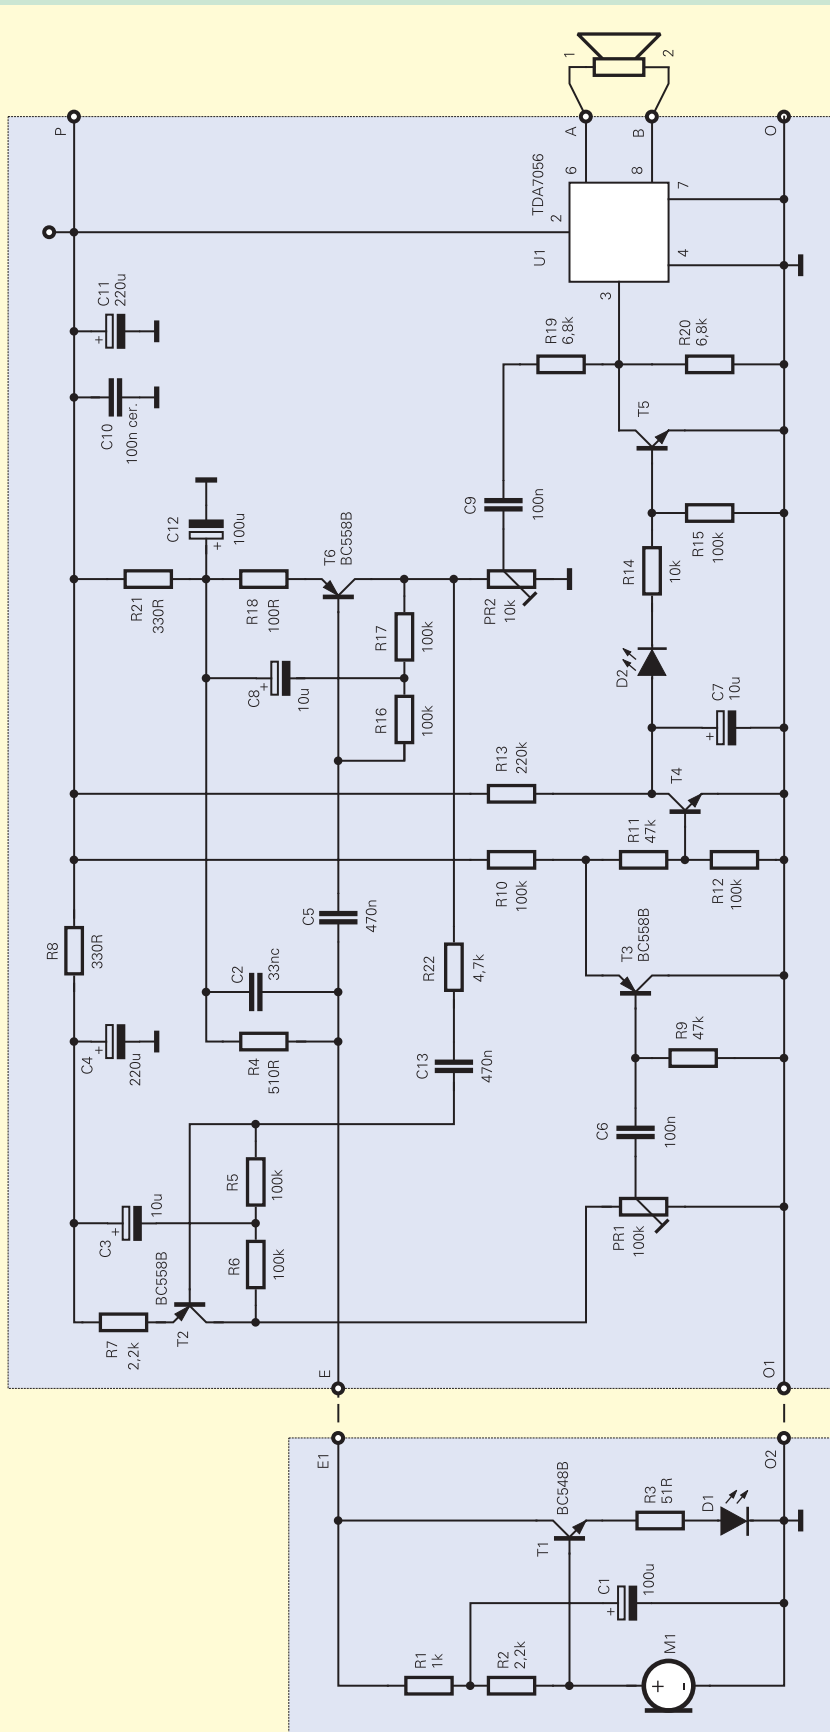 1
2
P
A
B
O
6
8
TDA7056
2
7
U1
4
3
C11
220u
+
R19
6,8k
R20
6,8k
C10
100n cer.
T5
C9
100n
C12
100u
+
T6
BC558B
R15
100k
R14
10k
R21
330R
R18
100R
PR2
10k
R17
100k
D2
C8
+
10u
C7
10u
+
R16
100k
R13
220k
T4
R11
47k
R10
100k
R12
100k
C5
470n
R8
330R
C2
33nc
R22
4,7k
T3
BC558B
C4
+
220u
R4
510R
C13
470n
R9
47k
C6
100n
R5
100k
C3
+
10u
PR1
100k
R6
100k
BC558B
T2
R7
2,2k
E
O1
E1
O2
BC548B
T1
R3
51R
D1
C1
100u
+
R1
1k
R2
2,2k
M1
+
-